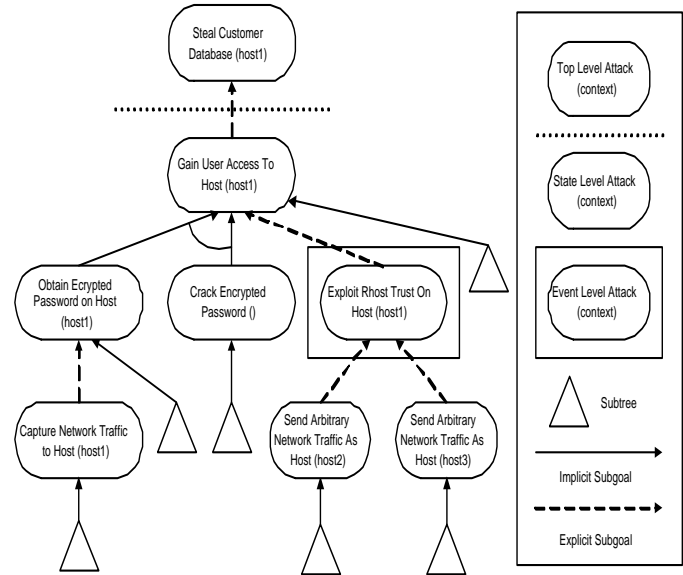 Steal Customer
Database (host1)
Gain User Access To
Host (host1)
Obtain Ecrypted
Password on Host
(host1)
Crack Encrypted
Password ()
Exploit Rhost Trust On
Host (host1)
Capture Network Traffic
to Host (host1)
Send Arbitrary
Network Traffic As
Host (host2)
Send Arbitrary
Network Traffic As
Host (host3)
Top Level Attack
(context)
State Level Attack
(context)
Event Level Attack
(context)
Subtree
Implicit Subgoal
Explicit Subgoal